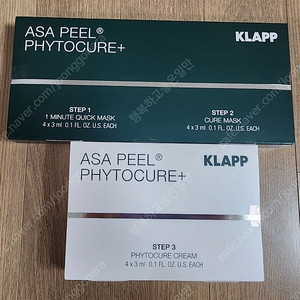 ASA PEEL®
PHYTOCURE+
KLAPP
STEP 1
1 MINUTE QUICK MASK
4 x 3 ml 0.1 FL. OZ. U.S. EACH
STEP 2
CURE MASK
4 x 3 ml 0.1 FL. OZ. U.S. EACH
ASA PEEL®
PHYTOCURE+
KLAPP
STEP 3
PHYTOCURE CREAM
4 x 3 ml 0.1 FL. OZ. U.S. EACH